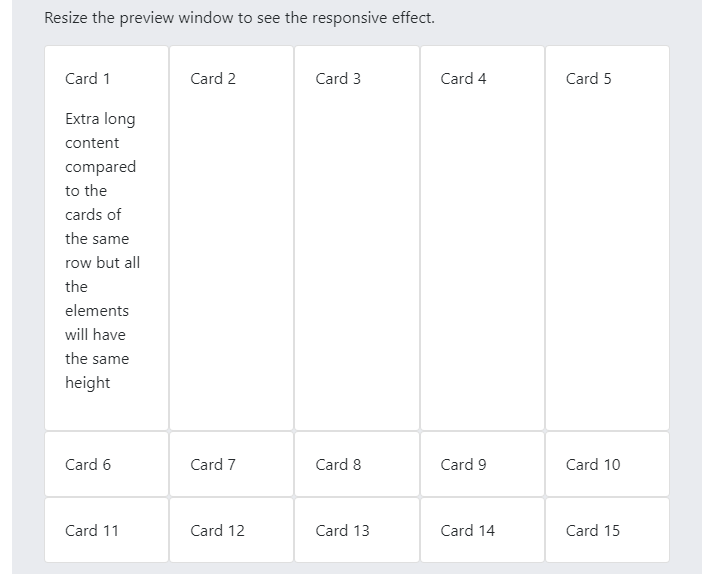 Resize the preview window to see the responsive effect.
Card 1
Extra long
content
compared
to the
cards of
the same
row but all
the
elements
will have
the same
height
Card 2
Card 3
Card 4
Card 5
Card 6
Card 7
Card 8
Card 9
Card 10
Card 11
Card 12
Card 13
Card 14
Card 15